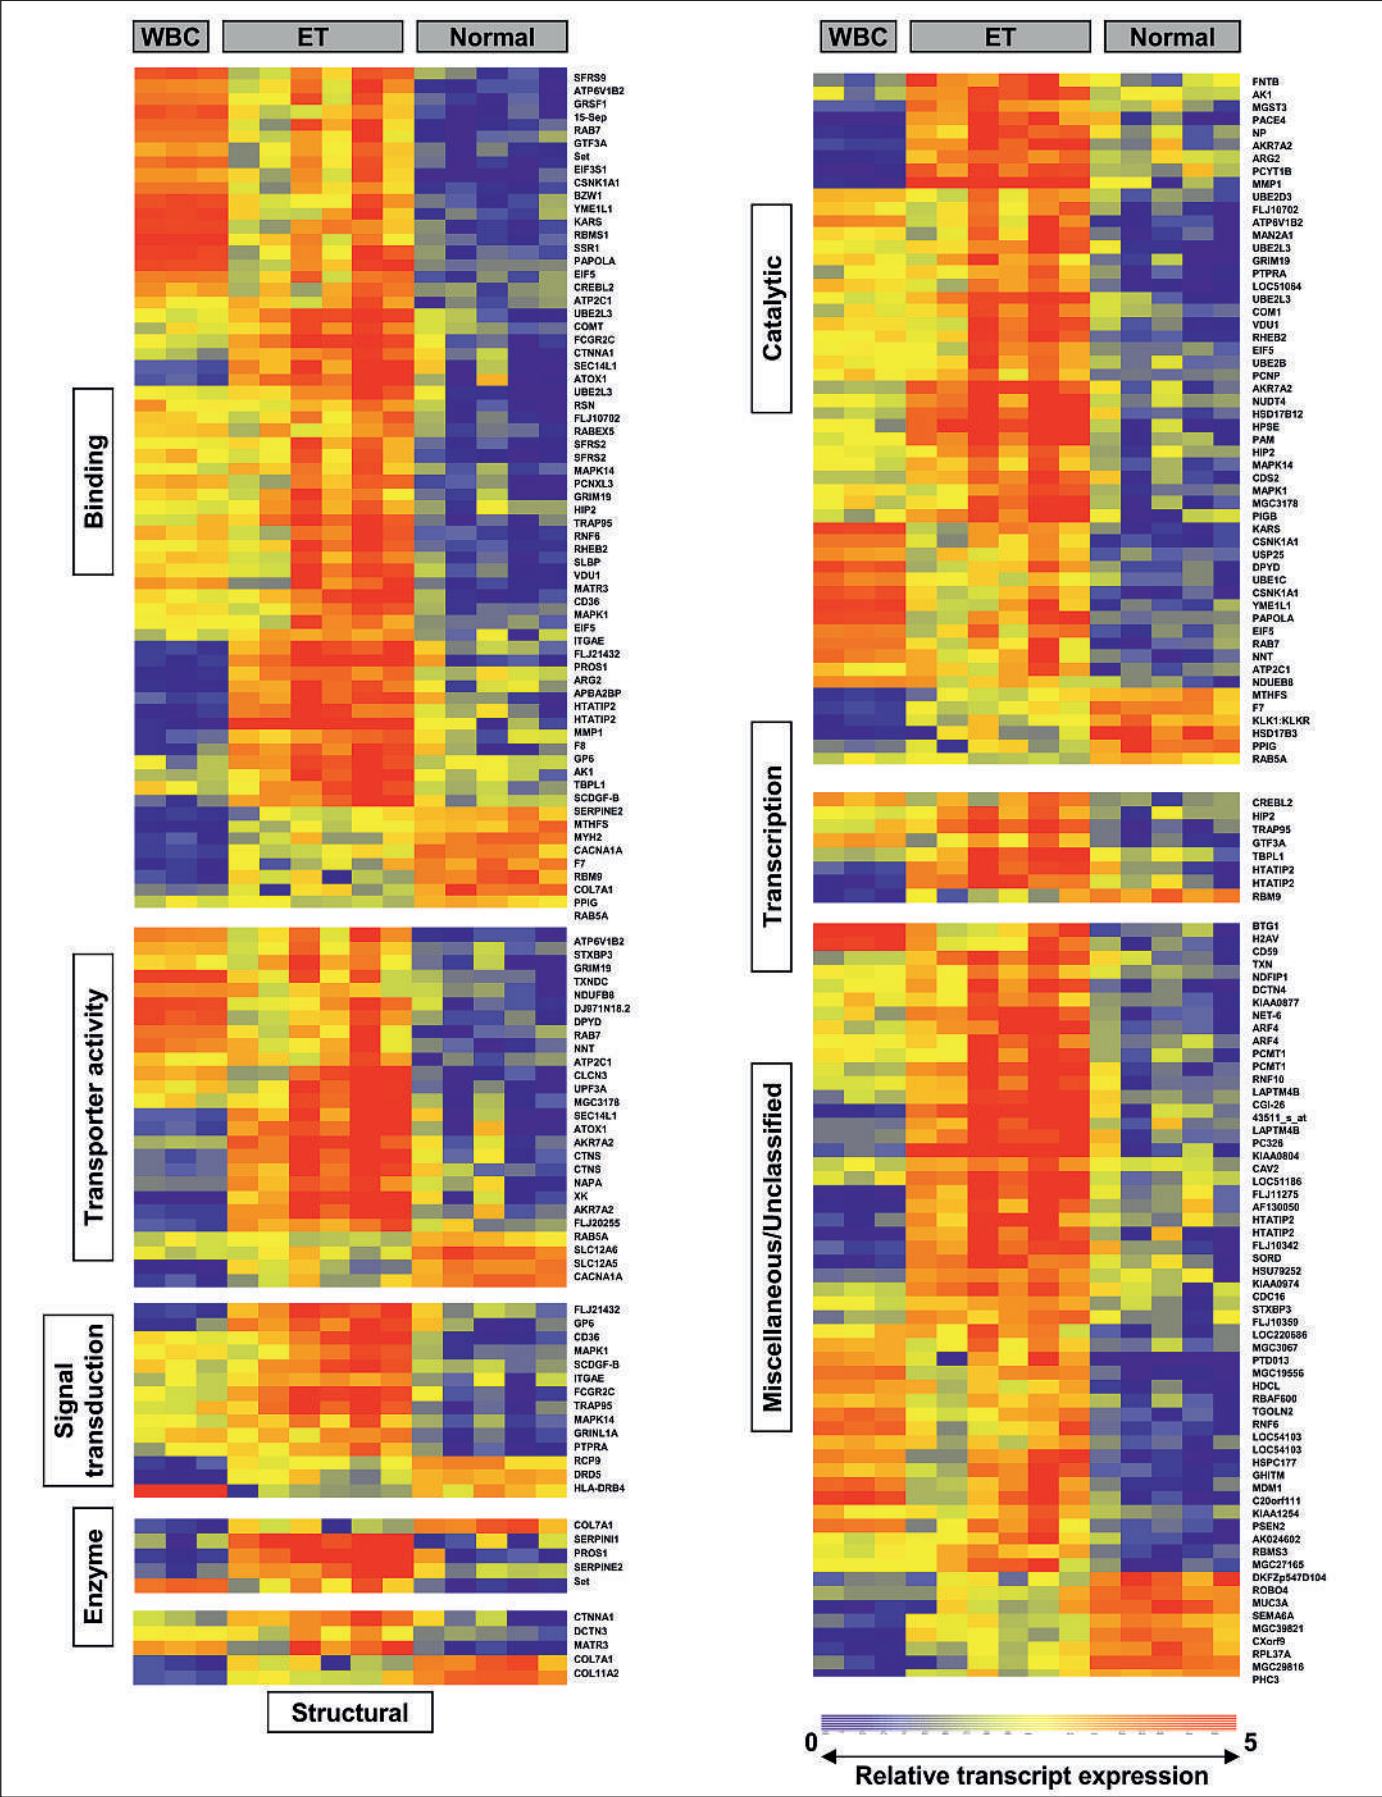 WBC ET Normal
SFRS9
ATP6V1B2
GRSF1
15-Sep
RAB7
GTF3A
Set
EIF3S1
CSNK1A1
BZW1
YME1L1
KARS
RBMS1
SSR1
PAPOLA
EIF5
CREBL2
ATP2C1
UBE2L3
COMT
FCGR2C
CTNNA1
SEC14L1
ATOX1
UBE2L3
RSN
FLJ10702
RABEX5
SFRS2
SFRS2
MAPK14
PCNXL3
GRIM19
HIP2
TRAP95
RNF6
RHEB2
SLBP
VDU1
MATR3
CD36
MAPK1
EIF5
ITGAE
FLJ21432
PROS1
ARG2
APBA2BP
HTATIP2
HTATIP2
MMP1
F8
GP6
AK1
TBPL1
SCDGF-B
SERPINE2
MTHFS
MYH2
CACNA1A
F7
RBM9
COL7A1
PPIG
RAB5A
Binding
ATP6V1B2
STXBP3
GRIM19
TXNDC
NDUFB8
DJ971N18.2
DPYD
RAB7
NNT
ATP2C1
CLCN3
UPF3A
MGC3178
SEC14L1
ATOX1
AKR7A2
CTNS
CTNS
NAPA
XK
AKR7A2
FLJ20255
RAB5A
SLC12A6
SLC12A5
CACNA1A
Transporter activity
FLJ21432
GP6
CD36
MAPK1
SCDGF-B
ITGAE
FCGR2C
TRAP95
MAPK14
GRINL1A
PTPRA
RCP9
DRD5
HLA-DRB4
Signal
transduction
COL7A1
SERPINI1
PROS1
SERPINE2
Set
Enzyme
CTNNA1
DCTN3
MATR3
COL7A1
COL11A2
Structural
WBC ET Normal
FNTB
AK1
MGST3
PACE4
NP
AKR7A2
ARG2
PCYT1B
MMP1
UBE2D3
FLJ10702
ATP6V1B2
MAN2A1
UBE2L3
GRIM19
PTPRA
LOC51064
UBE2L3
COM1
VDU1
RHEB2
EIF5
UBE2B
PCNP
AKR7A2
NUDT4
HSD17B12
HPSE
PAM
HIP2
MAPK14
CDS2
MAPK1
MGC3178
PIGB
KARS
CSNK1A1
USP25
DPYD
UBE1C
CSNK1A1
YME1L1
PAPOLA
EIF5
RAB7
NNT
ATP2C1
NDUEB8
MTHFS
F7
KLK1:KLKR
HSD17B3
PPIG
RAB5A
Catalytic
CREBL2
HIP2
TRAP95
GTF3A
TBPL1
HTATIP2
HTATIP2
RBM9
Transcription
BTG1
H2AV
CD59
TXN
NDFIP1
DCTN4
KIAA0877
NET-6
ARF4
ARF4
PCMT1
PCMT1
RNF10
LAPTM4B
CGI-26
43511_s_at
LAPTM4B
PC326
KIAA0804
CAV2
LOC51186
FLJ11275
AF130050
HTATIP2
HTATIP2
FLJ10342
SORD
HSU79252
KIAA0974
CDC16
STXBP3
FLJ10359
LOC220686
MGC3067
PTD013
MGC19556
HDCL
RBAF600
TGOLN2
RNF6
LOC54103
LOC54103
HSPC177
GHITM
MDM1
C20orf111
KIAA1254
PSEN2
AK024602
RBMS3
MGC27165
DKFZp547D104
ROBO4
MUC3A
SEMA6A
MGC39821
CXorf9
RPL37A
MGC29816
PHC3
Miscellaneous/Unclassified
0 5
Relative transcript expression